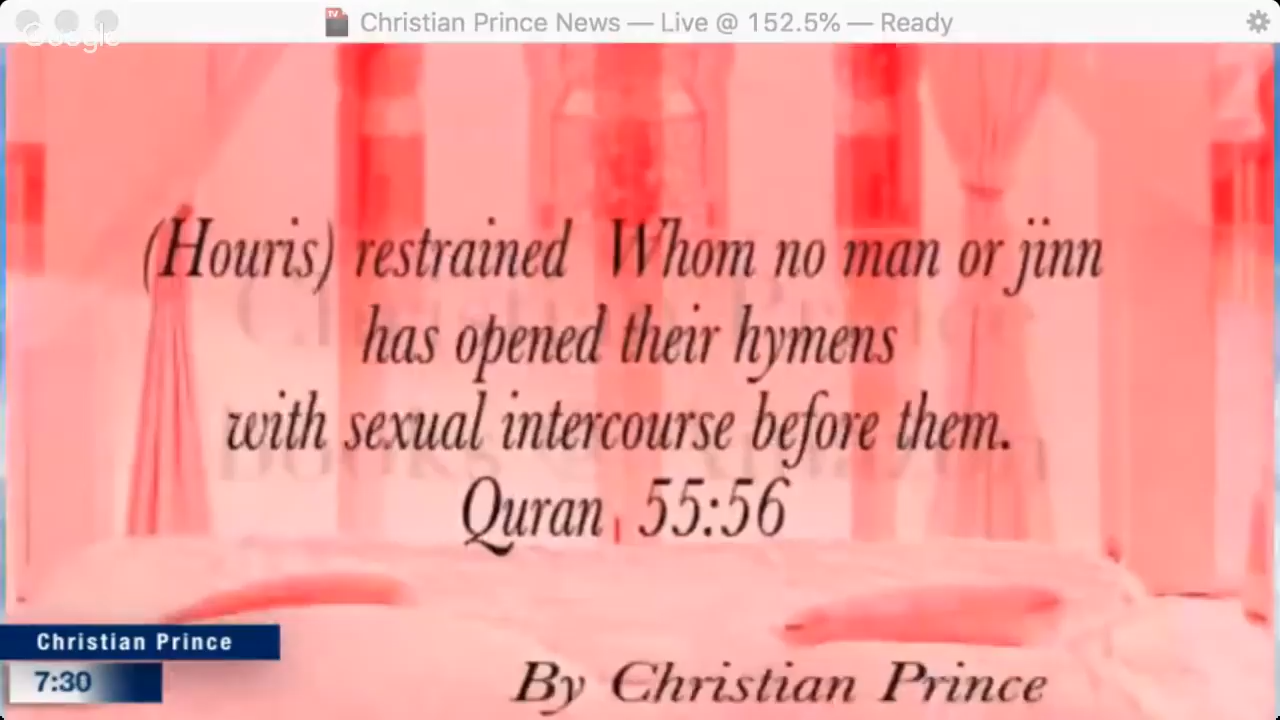 Christian Prince News — Live @ 152.5% — Ready
Google
(Houris) restrained Whom no man or jinn
has opened their hymens
with sexual intercourse before them.
Quran 55:56
Christian Prince
7:30
By Christian Prince